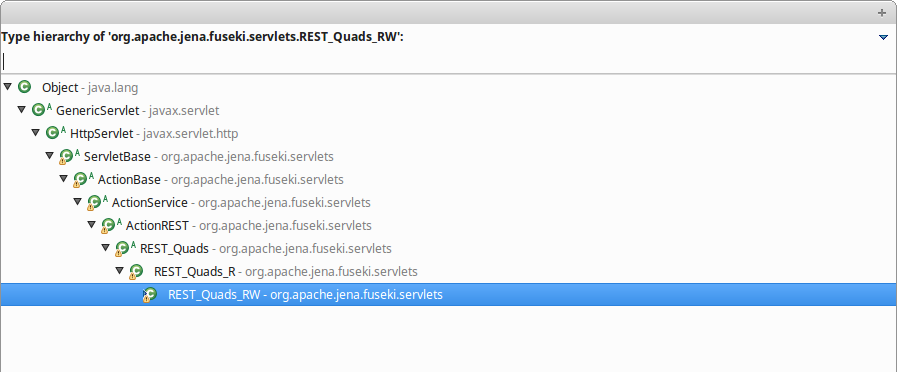 Type hierarchy of 'org.apache.jena.fuseki.servlets.REST_Quads_RW':
Object - java.lang
GenericServlet - javax.servlet
HttpServlet - javax.servlet.http
ServletBase - org.apache.jena.fuseki.servlets
ActionBase - org.apache.jena.fuseki.servlets
ActionService - org.apache.jena.fuseki.servlets
ActionREST - org.apache.jena.fuseki.servlets
REST_Quads - org.apache.jena.fuseki.servlets
REST_Quads_R - org.apache.jena.fuseki.servlets
REST_Quads_RW - org.apache.jena.fuseki.servlets